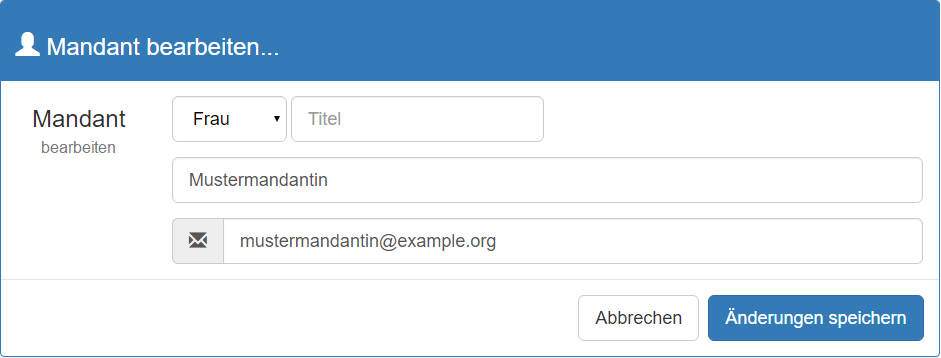 Mandant bearbeiten...
Mandant
bearbeiten
Frau Titel
Mustermandantin
mustermandantin@example.org
Abbrechen Änderungen speichern